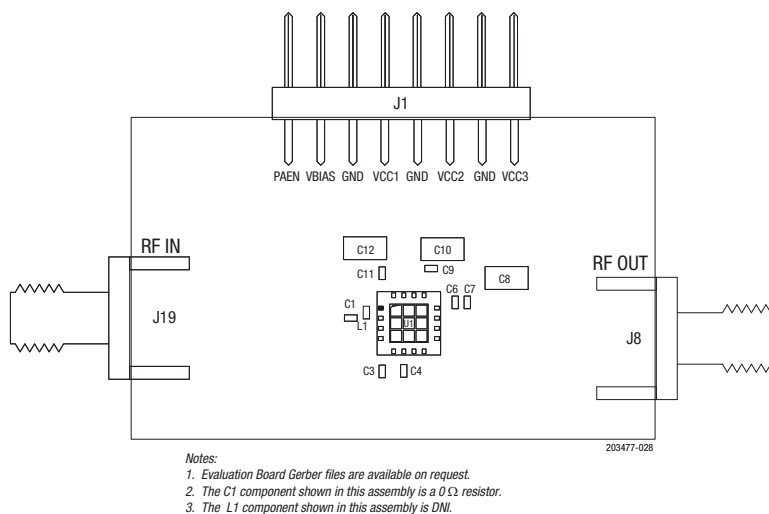 J1
PAEN VBIAS GND VCC1 GND VCC2 GND VCC3
RF IN
J19
C12
C10
C11
C9
C8
RF OUT
C1
L1
U1
C6 C7
J8
C3
C4
203477-028
Notes:
1. Evaluation Board Gerber files are available on request.
2. The C1 component shown in this assembly is a 0 Ω resistor.
3. The L1 component shown in this assembly is DNI.